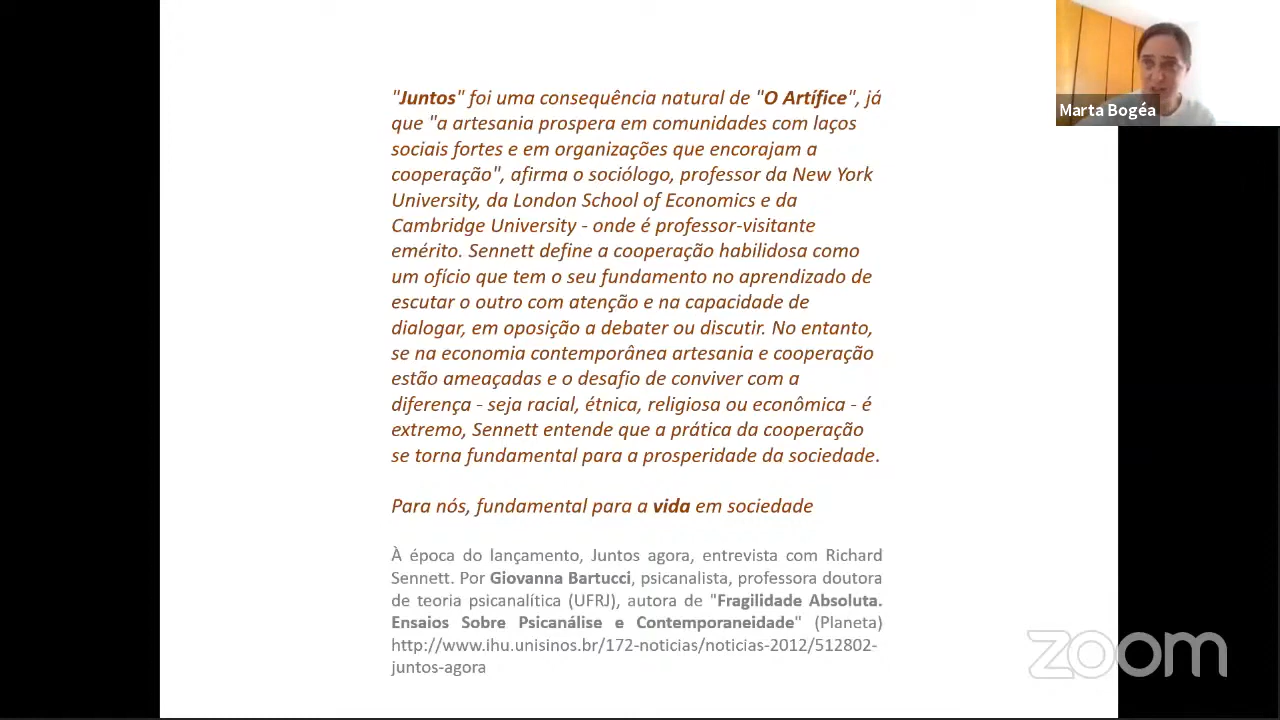 "Juntos" foi uma consequência natural de "O Artífice", já
que "a artesania prospera em comunidades com laços
sociais fortes e em organizações que encorajam a
cooperação", afirma o sociólogo, professor da New York
University, da London School of Economics e da
Cambridge University - onde é professor-visitante
emérito. Sennett define a cooperação habilidosa como
um ofício que tem o seu fundamento no aprendizado de
escutar o outro com atenção e na capacidade de
dialogar, em oposição a debater ou discutir. No entanto,
se na economia contemporânea artesania e cooperação
estão ameaçadas e o desafio de conviver com a
diferença - seja racial, étnica, religiosa ou econômica - é
extremo, Sennett entende que a prática da cooperação
se torna fundamental para a prosperidade da sociedade.
Para nós, fundamental para a vida em sociedade
À época do lançamento, Juntos agora, entrevista com Richard
Sennett. Por Giovanna Bartucci, psicanalista, professora doutora
de teoria psicanalítica (UFRJ), autora de "Fragilidade Absoluta.
Ensaios Sobre Psicanálise e Contemporaneidade" (Planeta)
http://www.ihu.unisinos.br/172-noticias/noticias-2012/512802-
juntos-agora
Marta Bogéa
zoom